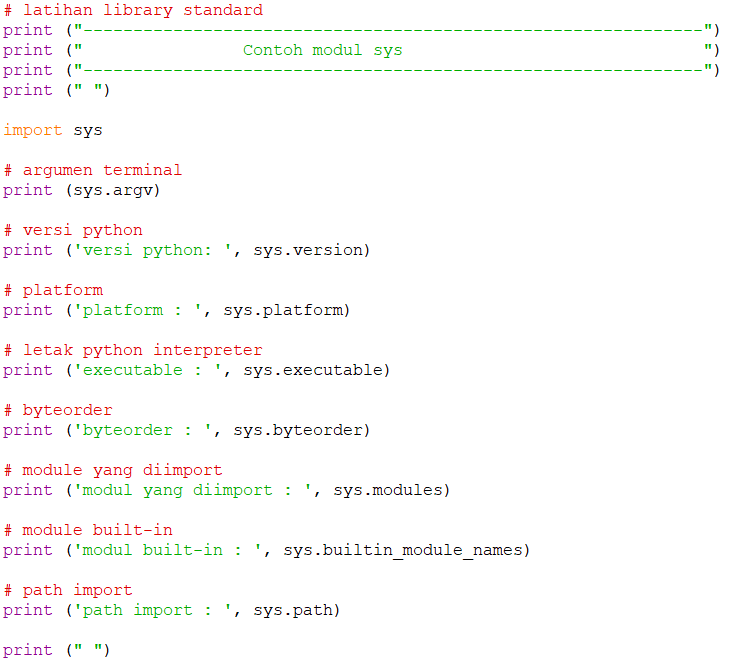 # latihan library standard
print ("--------------------------------------------------------------")
print ("                Contoh modul sys                              ")
print ("--------------------------------------------------------------")
print (" ")
import sys
# argumen terminal
print (sys.argv)
# versi python
print ('versi python: ', sys.version)
# platform
print ('platform : ', sys.platform)
# letak python interpreter
print ('executable : ', sys.executable)
# byteorder
print ('byteorder : ', sys.byteorder)
# module yang diimport
print ('modul yang diimport : ', sys.modules)
# module built-in
print ('modul built-in : ', sys.builtin_module_names)
# path import
print ('path import : ', sys.path)
print (" ")